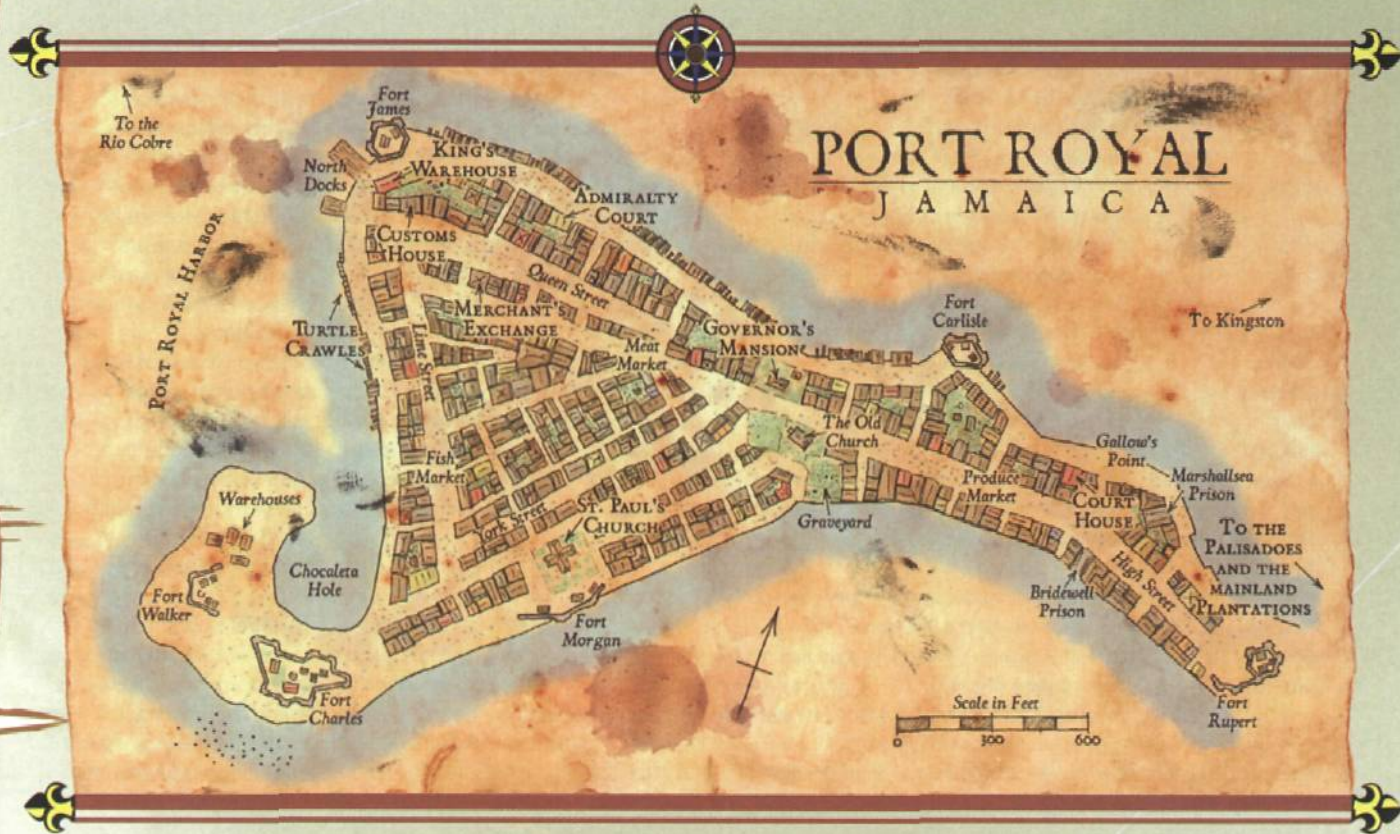 PORT ROYAL
JAMAICA
To the
Rio Cobre
Fort
James
North
Docks
KING'S
WAREHOUSE
ADMIRALTY
COURT
CUSTOMS
HOUSE
PORT ROYAL HARBOR
Queen Street
TURTLE
CRAWLES
Lime Street
MERCHANT'S
EXCHANGE
Meat
Market
GOVERNOR'S
MANSION
Fort
Carlisle
To Kingston
The Old
Church
Gallow's
Point
Fish
Market
Produce
Market
Marshallsea
Prison
Warehouses
York Street
ST. PAUL'S
CHURCH
Graveyard
COURT
HOUSE
TO THE
PALISADOES
AND THE
MAINLAND
PLANTATIONS
Chocaleta
Hole
High Street
Fort
Walker
Bridewell
Prison
Fort
Morgan
Fort
Charles
Fort
Rupert
Scale in Feet
0 300 600